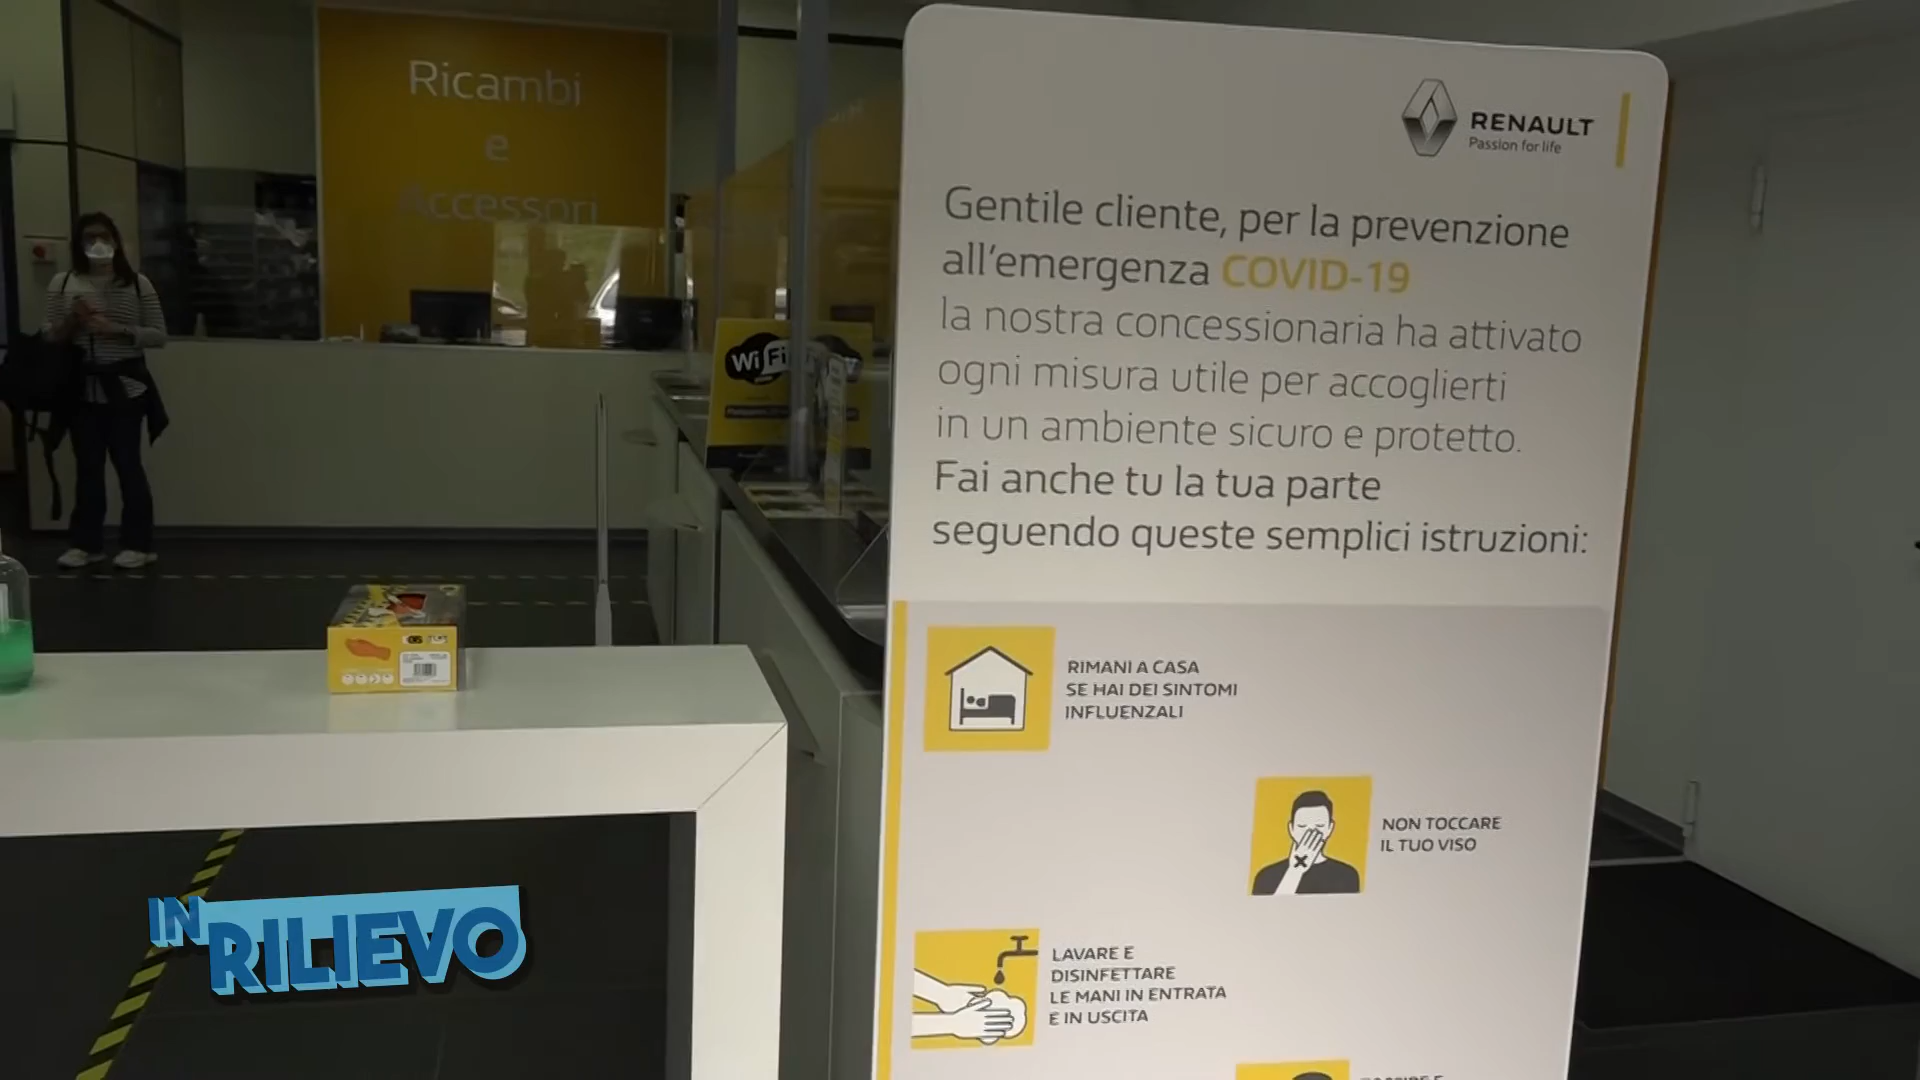 Ricambi
e
Accessori
WiFi
RENAULT
Passion for life
Gentile cliente, per la prevenzione
all'emergenza COVID-19
la nostra concessionaria ha attivato
ogni misura utile per accoglierti
in un ambiente sicuro e protetto.
Fai anche tu la tua parte
seguendo queste semplici istruzioni:
RIMANI A CASA
SE HAI DEI SINTOMI
INFLUENZALI
NON TOCCARE
IL TUO VISO
LAVARE E
DISINFETTARE
LE MANI IN ENTRATA
E IN USCITA
IN
RILIEVO